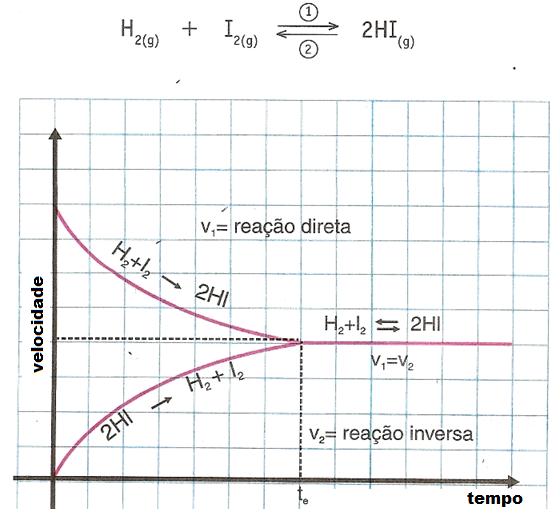 H2(g) + I2(g) ① ⇄ ② 2HI(g)
v1= reação direta
H2+I2 → 2HI
velocidade
H2+I2 ⇆ 2HI
v1=v2
2HI → H2+ I2
v2= reação inversa
te
tempo